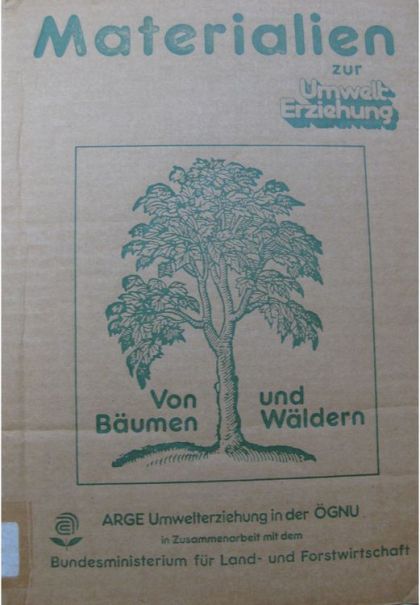 Materialien
zur
Umwelt-
Erziehung
Von und
Bäumen Wäldern
ARGE Umwelterziehung in der ÖGNU
in Zusammenarbeit mit dem
Bundesministerium für Land- und Forstwirtschaft